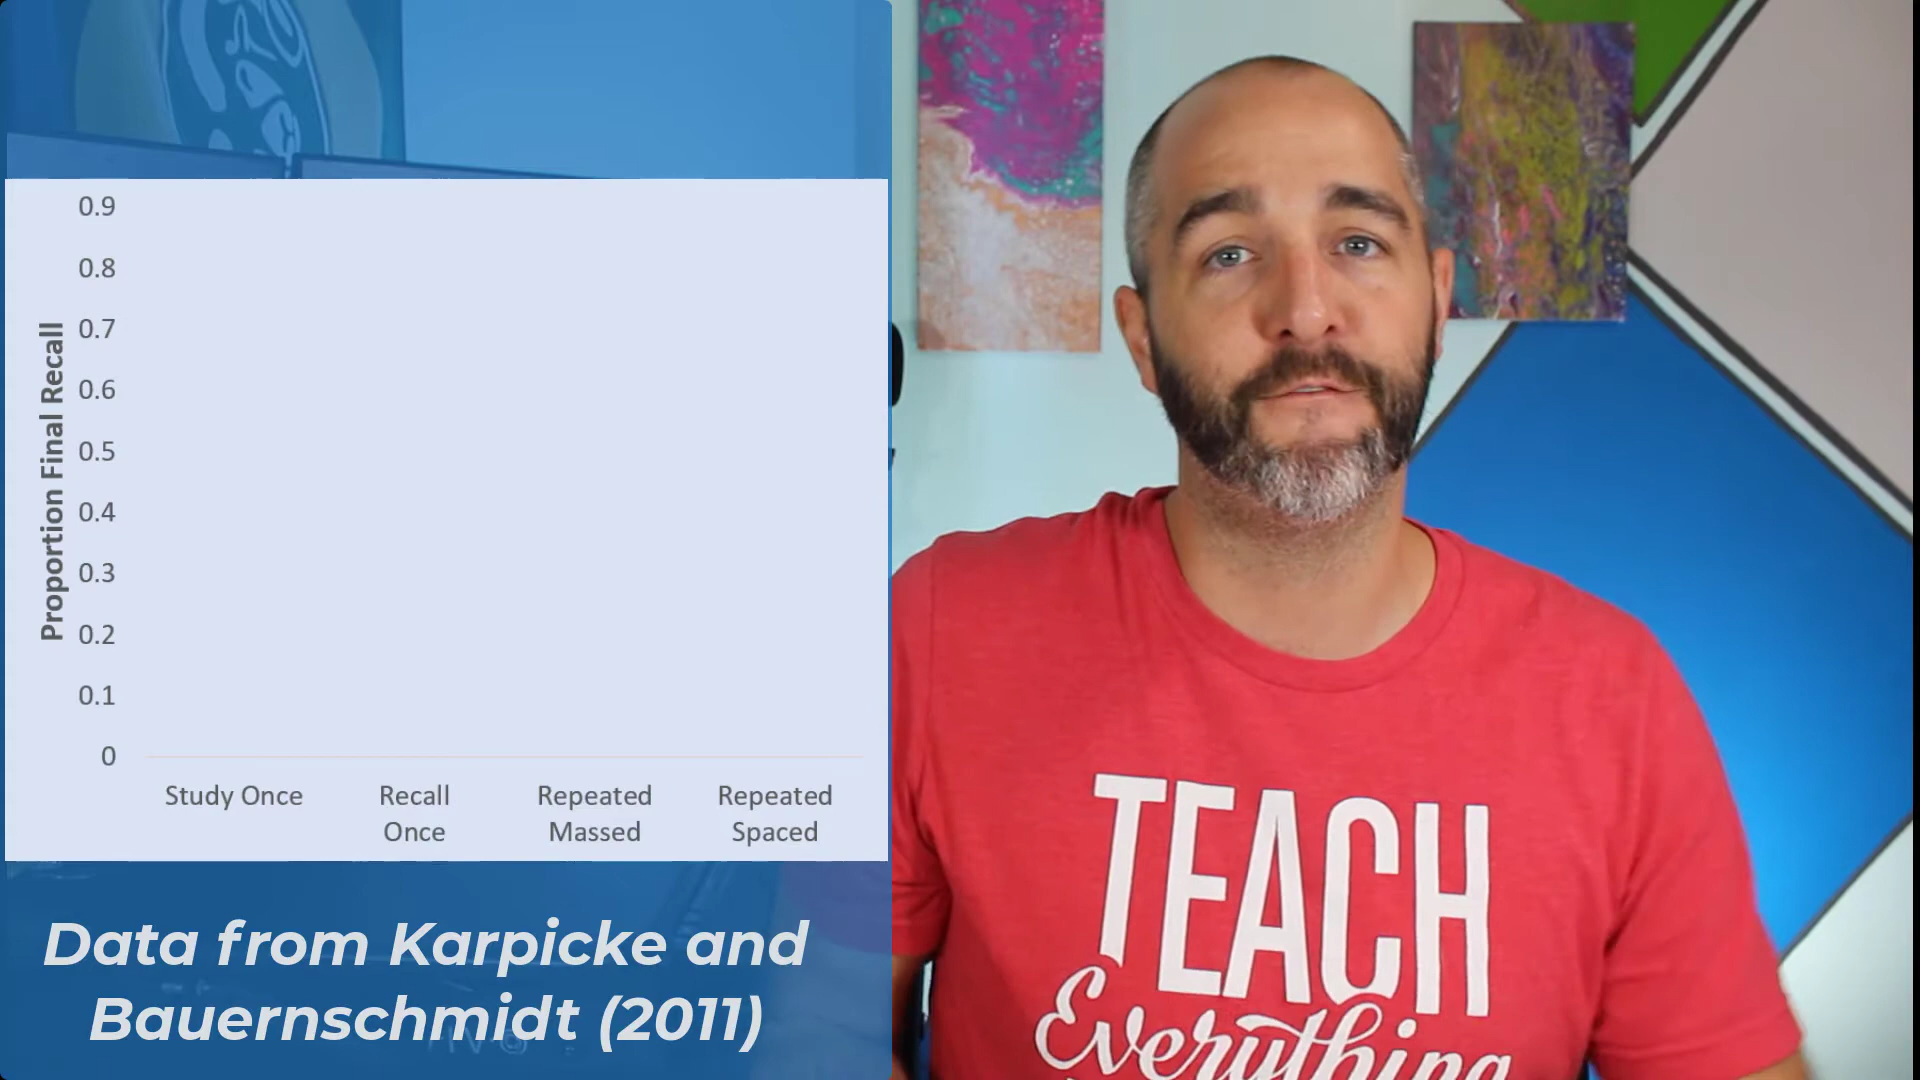 0.9
0.8
0.7
0.6
0.5
0.4
0.3
0.2
0.1
0
Proportion Final Recall
Study Once
Recall
Once
Repeated
Massed
Repeated
Spaced
Data from Karpicke and
Bauernschmidt (2011)
TEACH
Everything